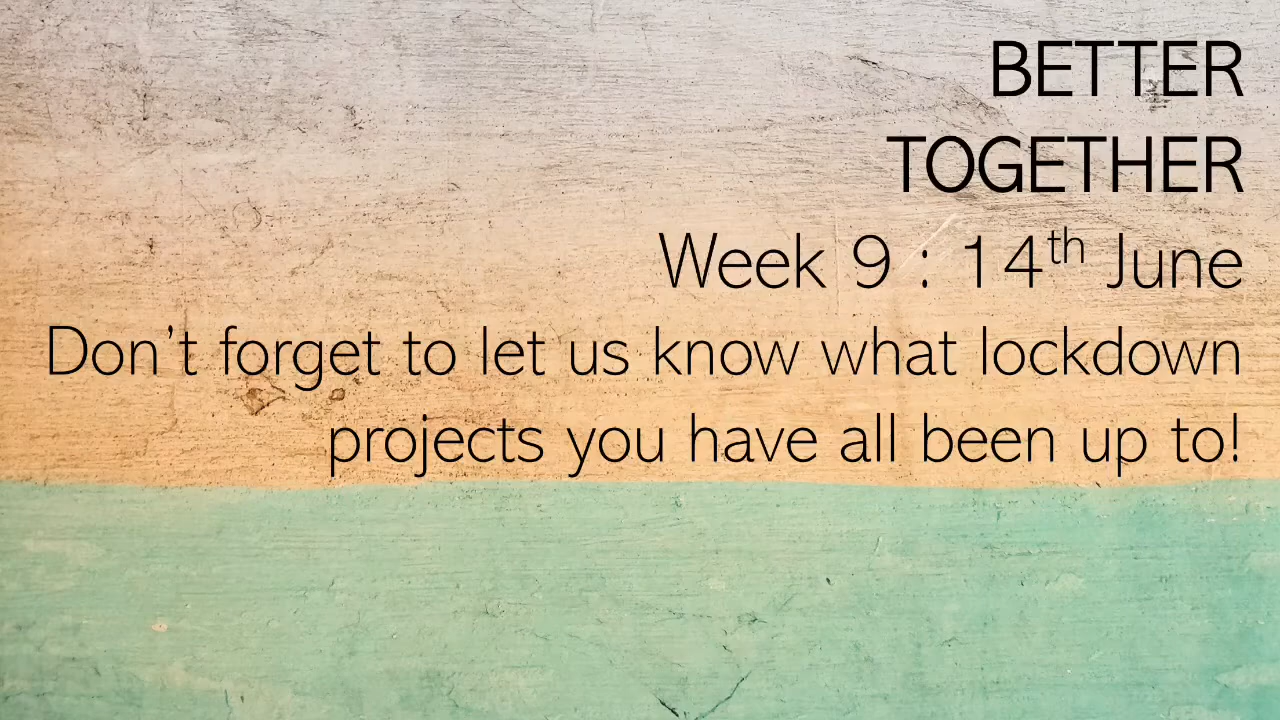 BETTER
TOGETHER
Week 9 : 14th June
Don't forget to let us know what lockdown
projects you have all been up to!